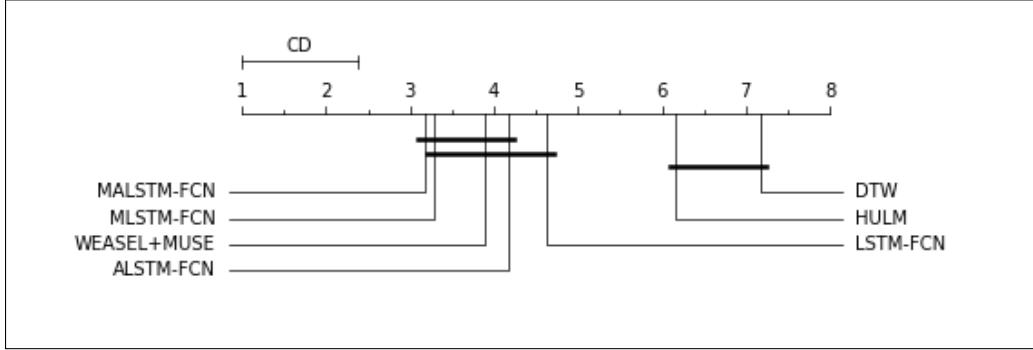 CD
1 2 3 4 5 6 7 8
MALSTM-FCN DTW
MLSTM-FCN HULM
WEASEL+MUSE LSTM-FCN
ALSTM-FCN